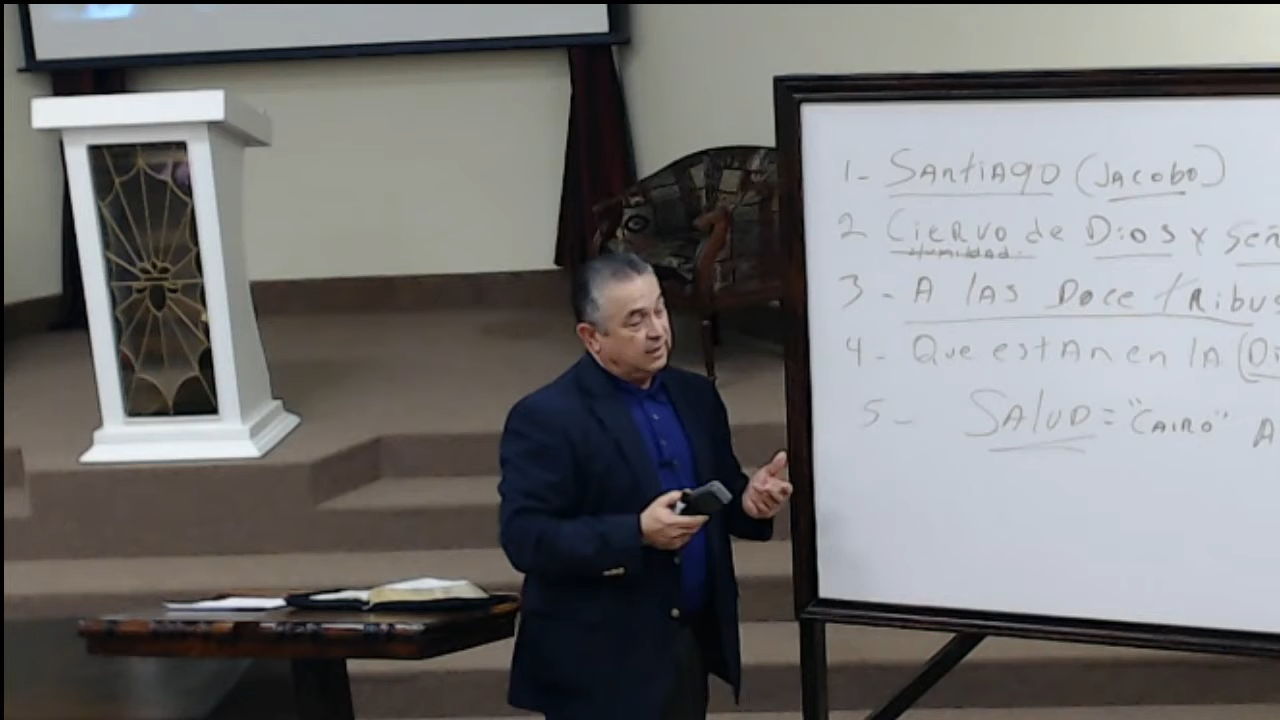 1- SANtiAgO (JACObO)
2 CiERVO de DiOS y SeÑ
Humildad
3- A lAS DoCe tRibuS
4- Que estAn en lA (Di
5- SAlUD = "CAIRO" A